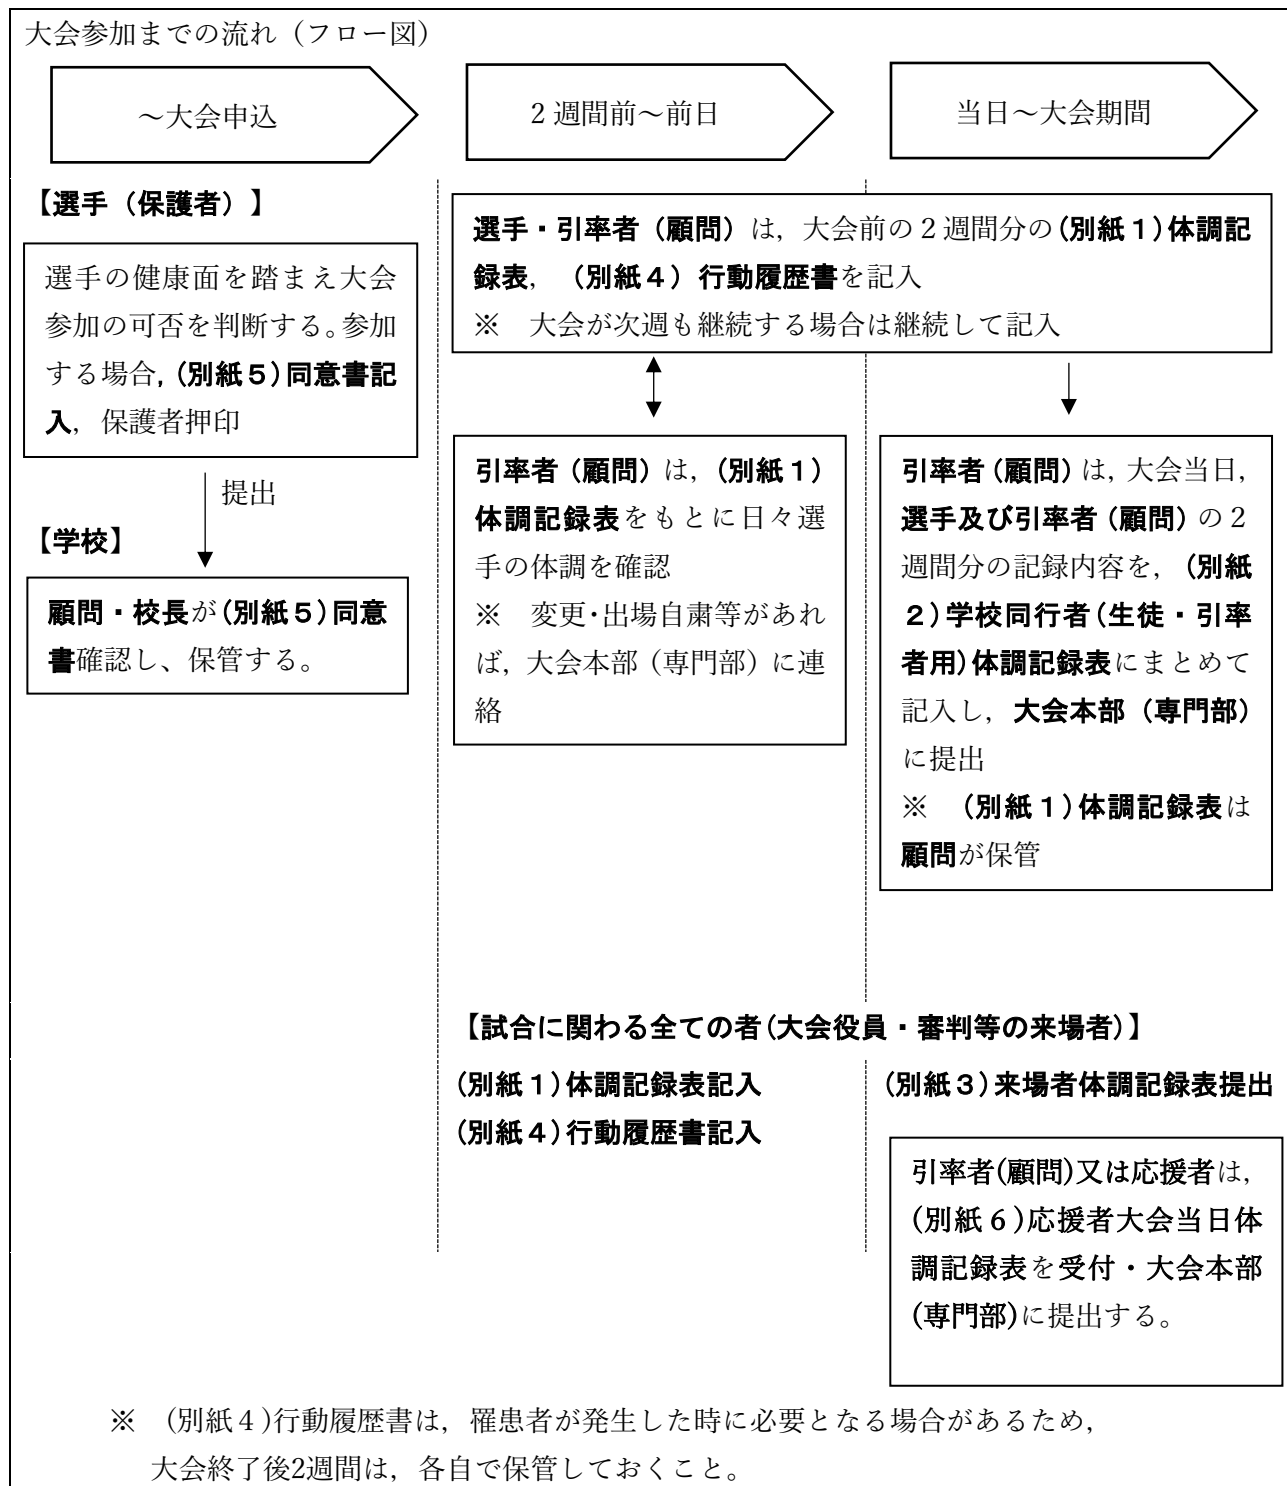 大会参加までの流れ（フロー図）
～大会申込
２週間前～前日
当日～大会期間
【選手（保護者）】
選手の健康面を踏まえ大会
参加の可否を判断する。参加
する場合，(別紙５)同意書記
入，保護者押印
提出
【学校】
顧問・校長が(別紙５)同意
書確認し、保管する。
選手・引率者（顧問）は，大会前の２週間分の(別紙１)体調記
録表，（別紙４）行動履歴書を記入
※　大会が次週も継続する場合は継続して記入
引率者（顧問）は，(別紙１)
体調記録表をもとに日々選
手の体調を確認
※　変更・出場自粛等があれ
ば，大会本部（専門部）に連
絡
引率者（顧問）は，大会当日，
選手及び引率者（顧問）の２
週間分の記録内容を，（別紙
２）学校同行者(生徒・引率
者用)体調記録表にまとめて
記入し，大会本部（専門部）
に提出
※　(別紙１)体調記録表は
顧問が保管
【試合に関わる全ての者(大会役員・審判等の来場者)】
(別紙１)体調記録表記入
(別紙４)行動履歴書記入
(別紙３)来場者体調記録表提出
引率者(顧問)又は応援者は，
(別紙６)応援者大会当日体
調記録表を受付・大会本部
(専門部)に提出する。
※　(別紙４)行動履歴書は，罹患者が発生した時に必要となる場合があるため，
大会終了後2週間は，各自で保管しておくこと。